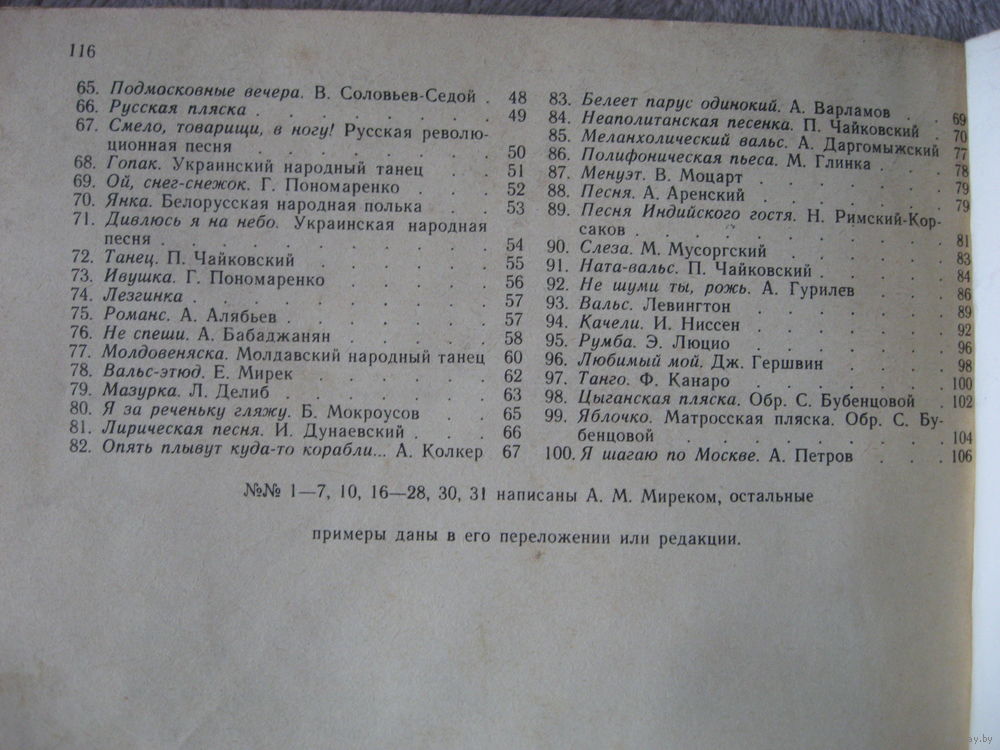 116
65. Подмосковные вечера. В. Соловьев-Седой . 48
66. Русская пляска . . . . . . . 49
67. Смело, товарищи, в ногу! Русская револю-
ционная песня . . . . . . . 50
68. Гопак. Украинский народный танец . . 51
69. Ой, снег-снежок. Г. Пономаренко . . . 52
70. Янка. Белорусская народная полька . . 53
71. Дивлюсь я на небо. Украинская народная
песня . . . . . . . . . 54
72. Танец. П. Чайковский . . . . . 55
73. Ивушка. Г. Пономаренко . . . . 56
74. Лезгинка . . . . . . . . 57
75. Романс. А. Алябьев . . . . . . 57
76. Не спеши. А. Бабаджанян . . . . 58
77. Молдовеняска. Молдавский народный танец 60
78. Вальс-этюд. Е. Мирек . . . . . 62
79. Мазурка. Л. Делиб . . . . . . 63
80. Я за реченьку гляжу. Б. Мокроусов . . 65
81. Лирическая песня. И. Дунаевский . . . 66
82. Опять плывут куда-то корабли... А. Колкер 67
83. Белеет парус одинокий. А. Варламов . . 69
84. Неаполитанская песенка. П. Чайковский . 70
85. Меланхолический вальс. А. Даргомыжский 77
86. Полифоническая пьеса. М. Глинка . . . 78
87. Менуэт. В. Моцарт . . . . . . 79
88. Песня. А. Аренский . . . . . . 79
89. Песня Индийского гостя. Н. Римский-Кор-
саков . . . . . . . . . 81
90. Слеза. М. Мусоргский . . . . . 83
91. Ната-вальс. П. Чайковский . . . . 84
92. Не шуми ты, рожь. А. Гурилев . . . 86
93. Вальс. Левингтон . . . . . . 89
94. Качели. И. Ниссен . . . . . . 92
95. Румба. Э. Люцио . . . . . . 96
96. Любимый мой. Дж. Гершвин . . . . 98
97. Танго. Ф. Канаро . . . . . . 100
98. Цыганская пляска. Обр. С. Бубенцовой . 102
99. Яблочко. Матросская пляска. Обр. С. Бу-
бенцовой . . . . . . . . 104
100. Я шагаю по Москве. А. Петров . . . 106
№№ 1—7, 10, 16—28, 30, 31 написаны А. М. Миреком, остальные
примеры даны в его переложении или редакции.
ay.by